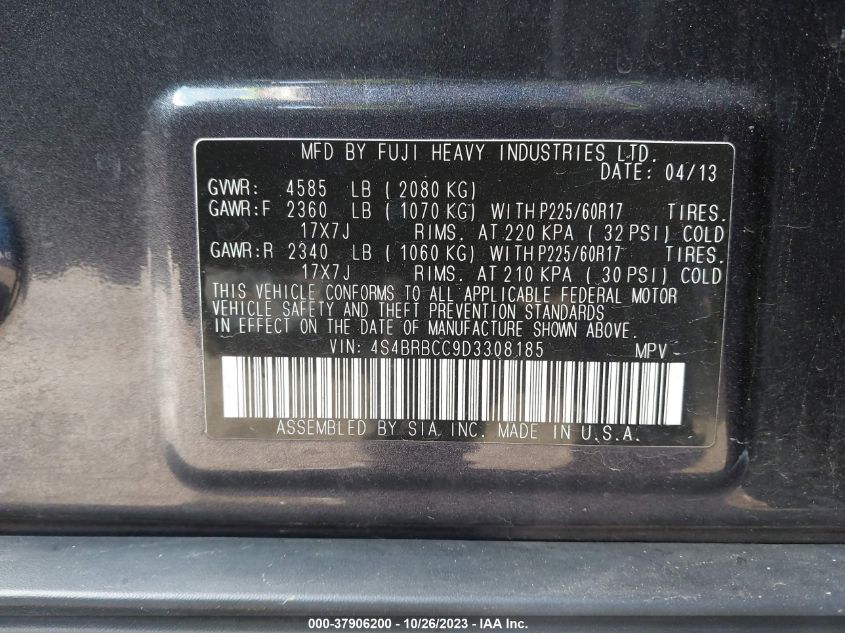 MFD BY FUJI HEAVY INDUSTRIES LTD.
DATE: 04/13
GVWR: 4585 LB ( 2080 KG)
GAWR:F 2360 LB ( 1070 KG) WITH P225/60R17 TIRES.
17X7J RIMS. AT 220 KPA ( 32 PSI) COLD
GAWR:R 2340 LB ( 1060 KG) WITH P225/60R17 TIRES.
17X7J RIMS. AT 210 KPA ( 30 PSI) COLD
THIS VEHICLE CONFORMS TO ALL APPLICABLE FEDERAL MOTOR
VEHICLE SAFETY AND THEFT PREVENTION STANDARDS
IN EFFECT ON THE DATE OF MANUFACTURE SHOWN ABOVE.
VIN: 4S4BRBCC9D3308185 MPV -
ASSEMBLED BY SIA, INC. MADE IN U.S.A.
000-37906200 - 10/26/2023 - IAA Inc.